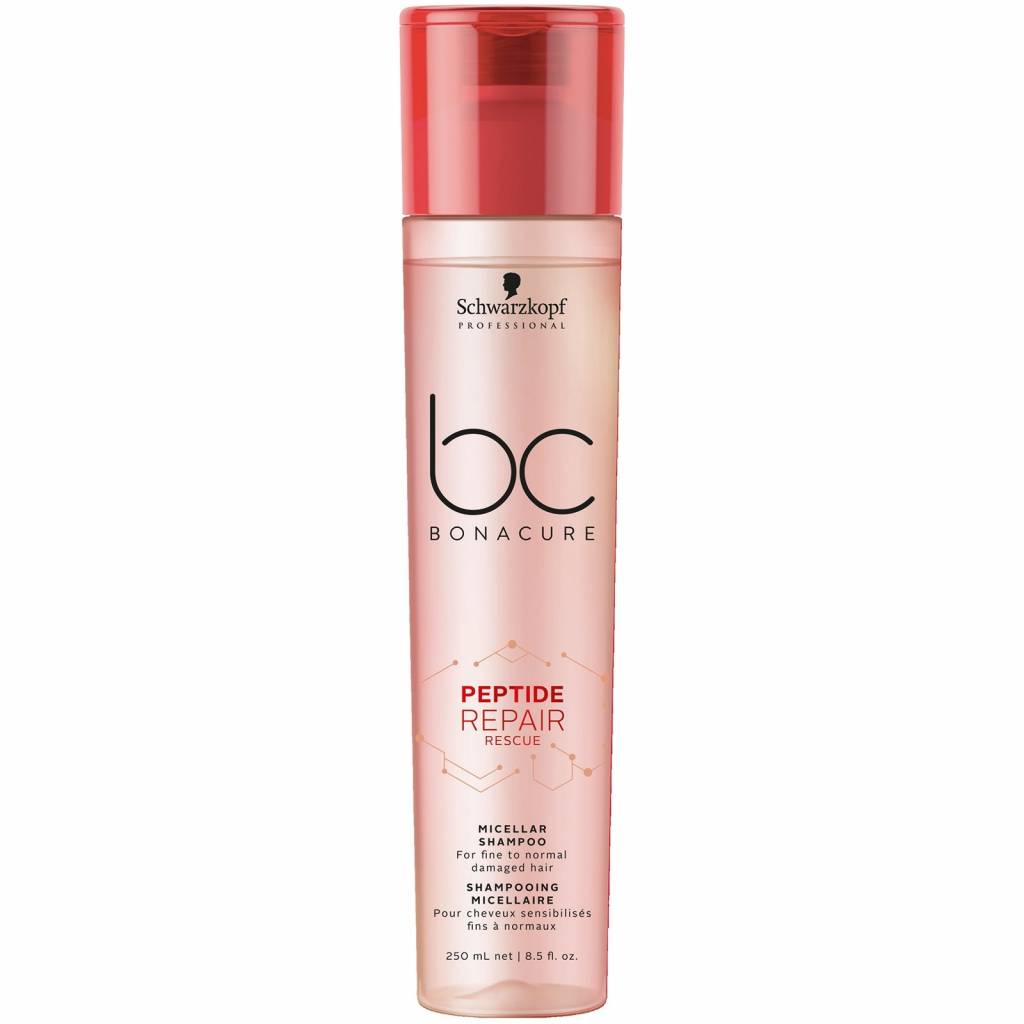 Schwarzkopf
PROFESSIONAL
bc
BONACURE
PEPTIDE
REPAIR
RESCUE
MICELLAR
SHAMPOO
For fine to normal
damaged hair
SHAMPOOING
MICELLAIRE
Pour cheveux sensibilisés
fins à normaux
250 mL net | 8.5 fl. oz.